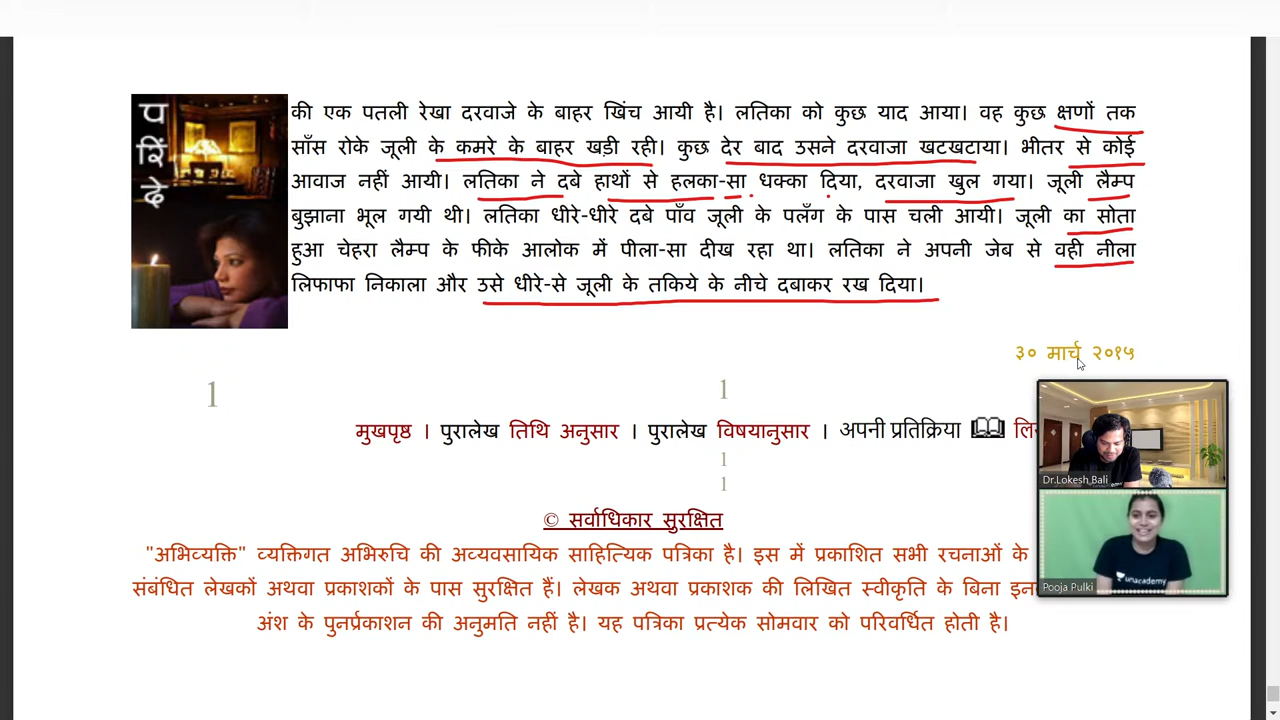 परिंदे
की एक पतली रेखा दरवाजे के बाहर खिंच आयी है। लतिका को कुछ याद आया। वह कुछ क्षणों तक
साँस रोके जूली के कमरे के बाहर खड़ी रही। कुछ देर बाद उसने दरवाजा खटखटाया। भीतर से कोई
आवाज नहीं आयी। लतिका ने दबे हाथों से हलका-सा धक्का दिया, दरवाजा खुल गया। जूली लैम्प
बुझाना भूल गयी थी। लतिका धीरे-धीरे दबे पाँव जूली के पलँग के पास चली आयी। जूली का सोता
हुआ चेहरा लैम्प के फीके आलोक में पीला-सा दीख रहा था। लतिका ने अपनी जेब से वही नीला
लिफाफा निकाला और उसे धीरे-से जूली के तकिये के नीचे दबाकर रख दिया।
३० मार्च २०१५
1 1
मुखपृष्ठ । पुरालेख तिथि अनुसार । पुरालेख विषयानुसार । अपनी प्रतिक्रिया
1
1
© सर्वाधिकार सुरक्षित
"अभिव्यक्ति" व्यक्तिगत अभिरुचि की अव्यवसायिक साहित्यिक पत्रिका है। इस में प्रकाशित सभी रचनाओं के
संबंधित लेखकों अथवा प्रकाशकों के पास सुरक्षित हैं। लेखक अथवा प्रकाशक की लिखित स्वीकृति के बिना
अंश के पुनर्प्रकाशन की अनुमति नहीं है। यह पत्रिका प्रत्येक सोमवार को परिवर्धित होती है।
Dr.Lokesh Bali
unacademy
Pooja Pulki